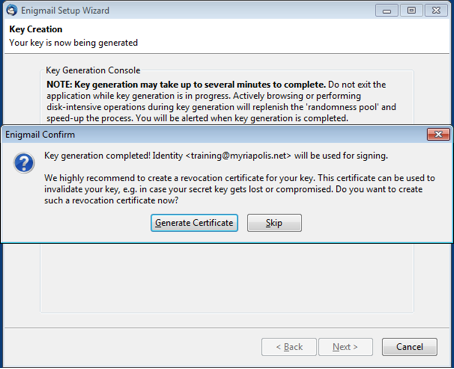 Enigmail Setup Wizard
Key Creation
Your key is now being generated
Key Generation Console
NOTE: Key generation may take up to several minutes to complete. Do not exit the
application while key generation is in progress. Actively browsing or performing
disk-intensive operations during key generation will replenish the 'randomness pool' and
speed-up the process. You will be alerted when key generation is completed.
Enigmail Confirm
Key generation completed! Identity <training@myriapolis.net> will be used for signing.
We highly recommend to create a revocation certificate for your key. This certificate can be used to
invalidate your key, e.g. in case your secret key gets lost or compromised. Do you want to create
such a revocation certificate now?
Generate Certificate Skip
< Back Next > Cancel